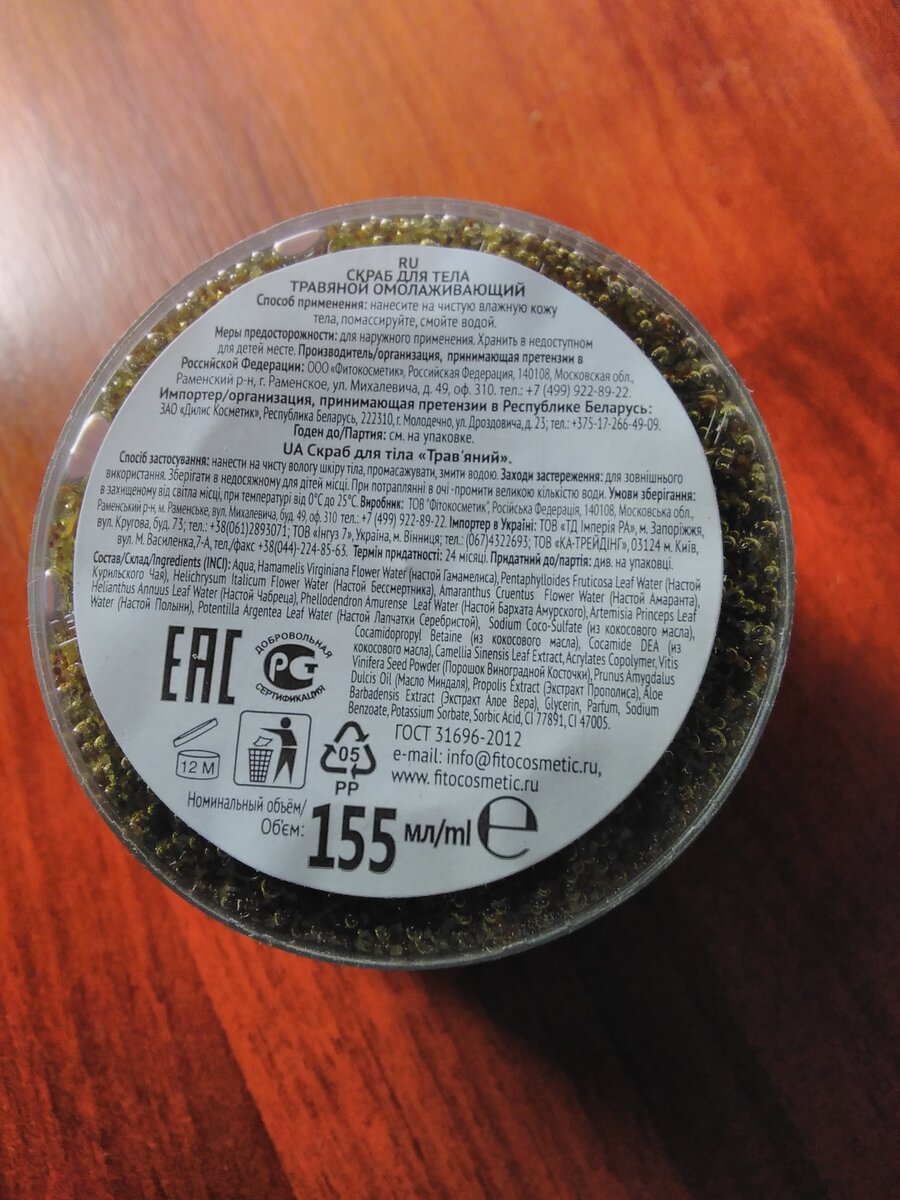 RU
СКРАБ ДЛЯ ТЕЛА
ТРАВЯНОЙ ОМОЛАЖИВАЮЩИЙ
Способ применения: нанесите на чистую влажную кожу
тела, помассируйте, смойте водой.
Меры предосторожности: для наружного применения. Хранить в недоступном
для детей месте. Производитель/организация, принимающая претензии в
Российской Федерации: ООО «Фитокосметик», Российская Федерация, 140108, Московская обл.,
Раменский р-н, г. Раменское, ул. Михалевича, д. 49, оф. 310. тел.: +7 (499) 922-89-22.
Импортер/организация, принимающая претензии в Республике Беларусь:
ЗАО «Дилис Косметик», Республика Беларусь, 222310, г. Молодечно, ул. Дроздовича, д. 23; тел.: +375-17-266-49-09.
Годен до/Партия: см. на упаковке.
UA Скраб для тіла «Трав'яний».
Спосіб застосування: нанести на чисту вологу шкіру тіла, промасажувати, змити водою. Заходи застереження: для зовнішнього
використання. Зберігати в недосяжному для дітей місці. При потраплянні в очі-промити великою кількістю води. Умови зберігання:
в захищеному від світла місці, при температурі від 0°С до 25°С. Виробник: ТОВ "Фітокосметік", Російська Федерація, 140108, Московська обл.,
Раменський р-н, м. Раменське, вул. Михалевича, буд. 49, оф. 310 тел.: +7 (499) 922-89-22. Імпортер в Україні: ТОВ «ТД Імперія РА», м. Запоріжжя,
вул. Кругова, буд. 73; тел.: +38(061)2893071; ТОВ «Інгуз 7», м. Вінниця; тел.: (067)4322693; ТОВ «КА-ТРЕЙДІНГ», 03124 м. Київ,
вул. М. Василенка,7-А, тел./факс +38(044)-224-85-63. Термін придатності: 24 місяці. Придатний до/партія: див. на упаковці.
Состав/Склад/Ingredients (INCI): Aqua, Hamamelis Virginiana Flower Water (настой Гамамелиса), Pentaphylloides Fruticosa Leaf Water (Настой
Курильского Чая), Helichrysum Italicum Flower Water (Настой Бессмертника), Amaranthus Cruentus Flower Water (Настой Амаранта),
Helianthus Annuus Leaf Water (Настой Чабреца), Phellodendron Amurense Leaf Water (Настой Бархата Амурского), Artemisia Princeps Leaf
Water (Настой Полыни), Potentilla Argentea Leaf Water (Настой Лапчатки Серебристой), Sodium Coco-Sulfate (из кокосового масла),
Cocamidopropyl Betaine (из кокосового масла), Cocamide DEA (из
кокосового масла), Camellia Sinensis Leaf Extract, Acrylates Copolymer, Vitis
Vinifera Seed Powder (Порошок Виноградной Косточки), Prunus Amygdalus
Dulcis Oil (Масло Миндаля), Propolis Extract (Экстракт Прополиса), Aloe
Barbadensis Extract (Экстракт Алое Вера), Glycerin, Parfum, Sodium
Benzoate, Potassium Sorbate, Sorbic Acid, CI 77891, CI 47005.
EAC
ДОБРОВОЛЬНАЯ
РСТ
СЕРТИФИКАЦИЯ
ГОСТ 31696-2012
e-mail: info@fitocosmetic.ru,
www. fitocosmetic.ru
12 M
05
PP
Номинальный объём/
Об'єм: 155 мл/ml e